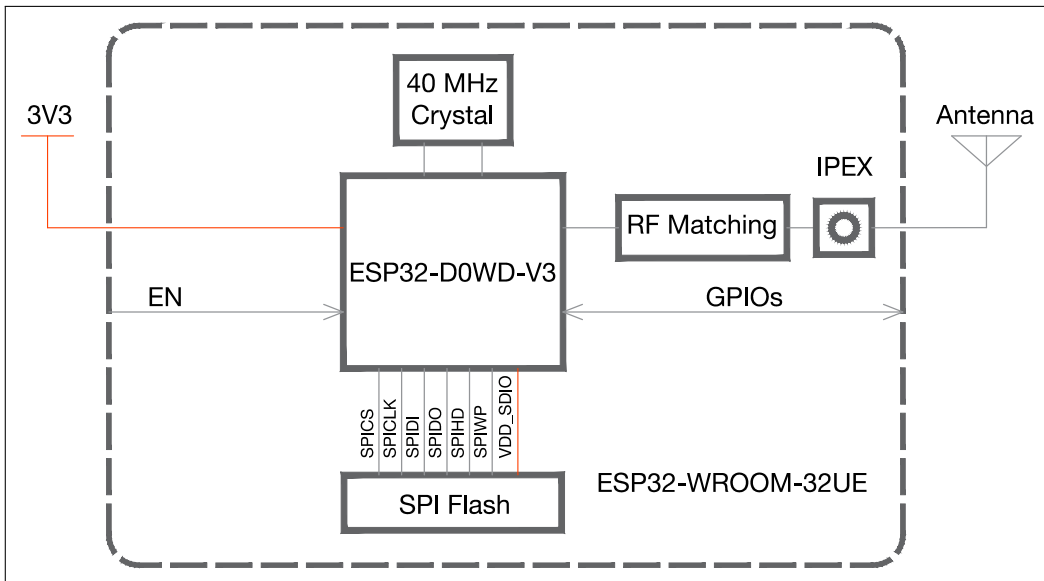 40 MHz
Crystal
3V3
Antenna
IPEX
RF Matching
ESP32-D0WD-V3
EN
GPIOs
SPICS
SPICLK
SPIDI
SPIDO
SPIHD
SPIWP
VDD_SDIO
ESP32-WROOM-32UE
SPI Flash